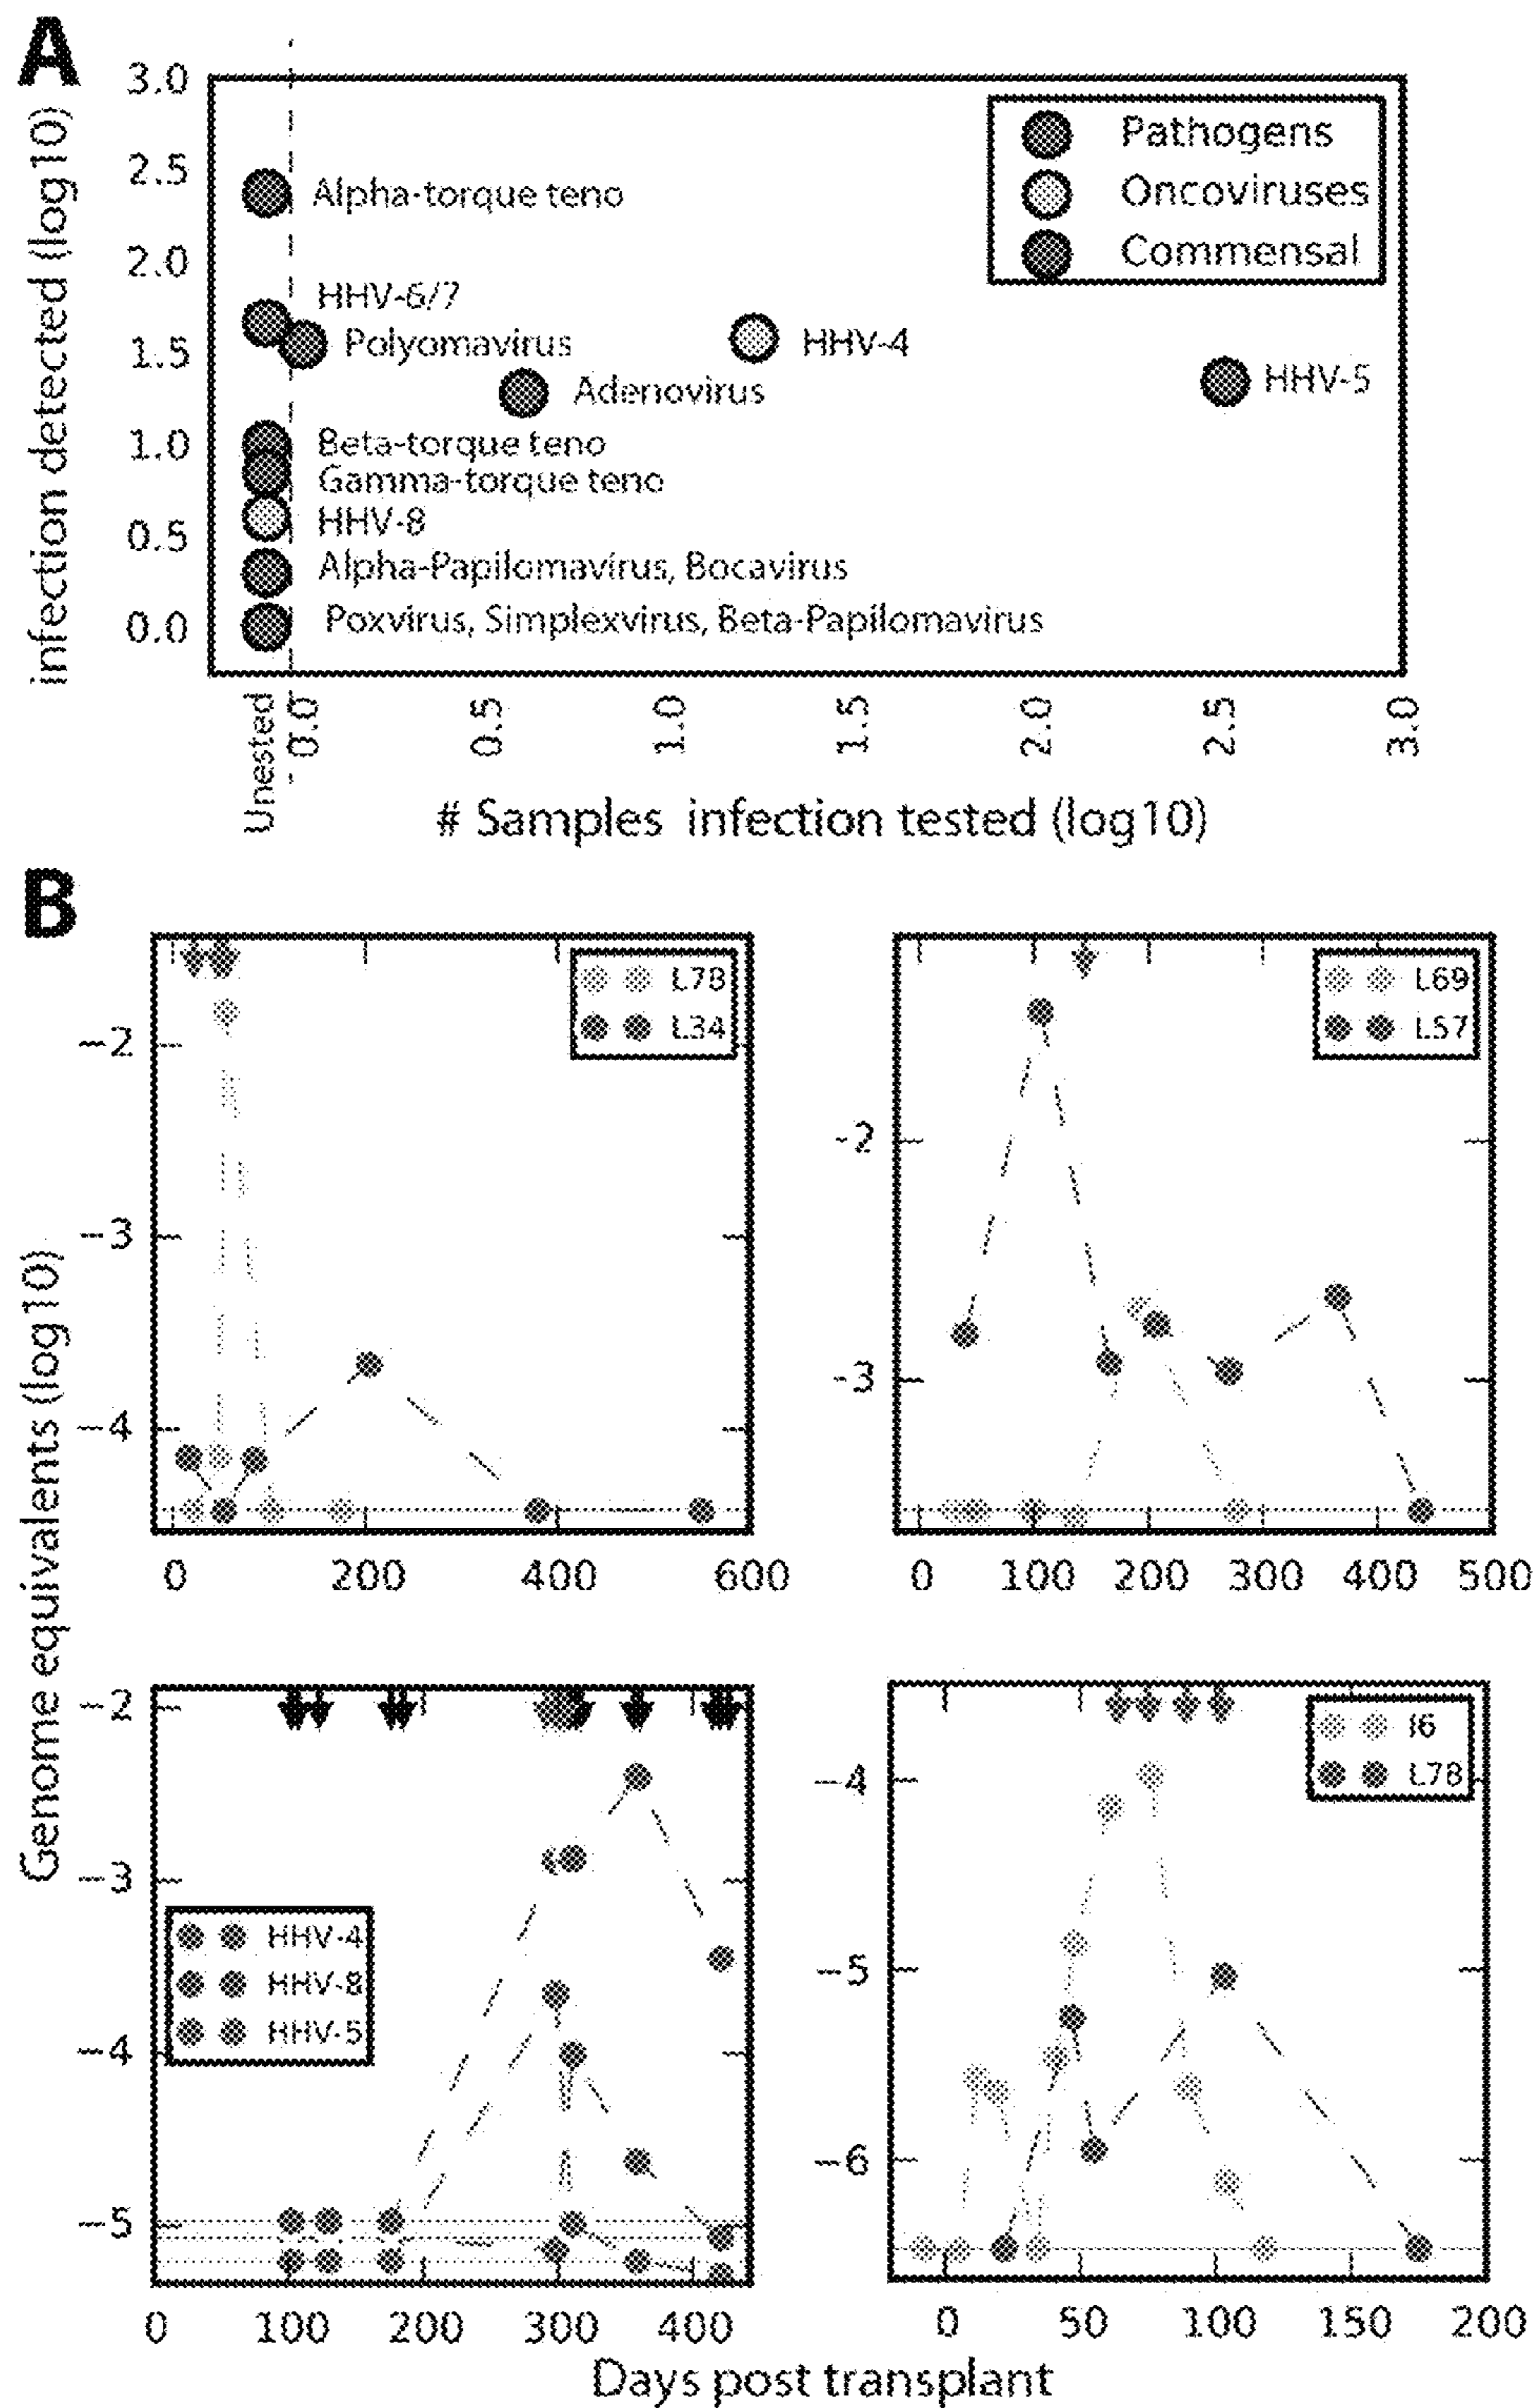 A
infection detected (log10)
3.0
2.5
2.0
1.5
1.0
0.5
0.0
Pathogens
Oncoviruses
Commensal
Alpha-torque teno
HHV-6/7
Polyomavirus
HHV-4
Adenovirus
HHV-5
Beta-torque teno
Gamma-torque teno
HHV-8
Alpha-Papilomavirus, Bocavirus
Poxvirus, Simplexvirus, Beta-Papilomavirus
Unested
0.0
0.5
1.0
1.5
2.0
2.5
3.0
# Samples infection tested (log10)
B
Genome equivalents (log10)
L78
L34
-2
-3
-4
0 200 400 600
L69
L57
-2
-3
0 100 200 300 400 500
-2
-3
-4
-5
HHV-4
HHV-8
HHV-5
0 100 200 300 400
I6
L78
-4
-5
-6
0 50 100 150 200
Days post transplant